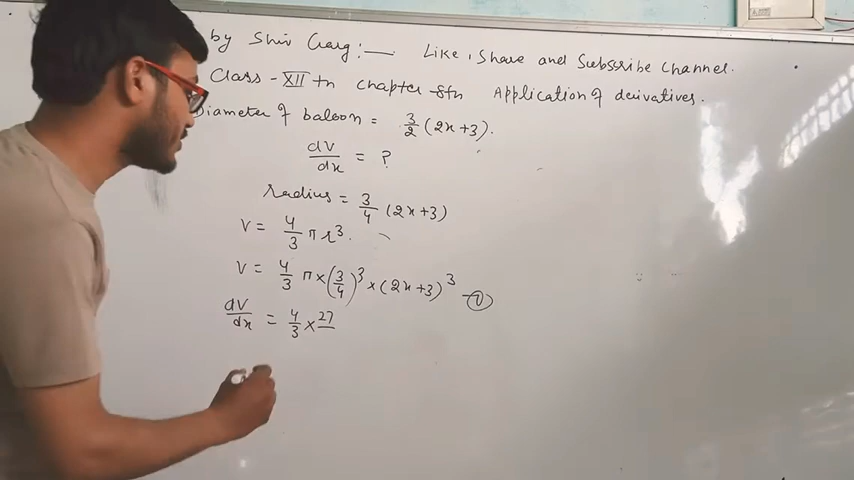 by Shiv Garg:— Like, Share and Subscribe Channel.
Class - XII th chapter 6th Application of derivatives.
Diameter of baloon = 3/2 (2x+3).
dV/dx = ?
radius = 3/4 (2x+3)
V = 4/3 π r³.
V = 4/3 π × (3/4)³ × (2x+3)³ —①
dV/dx = 4/3 × 27